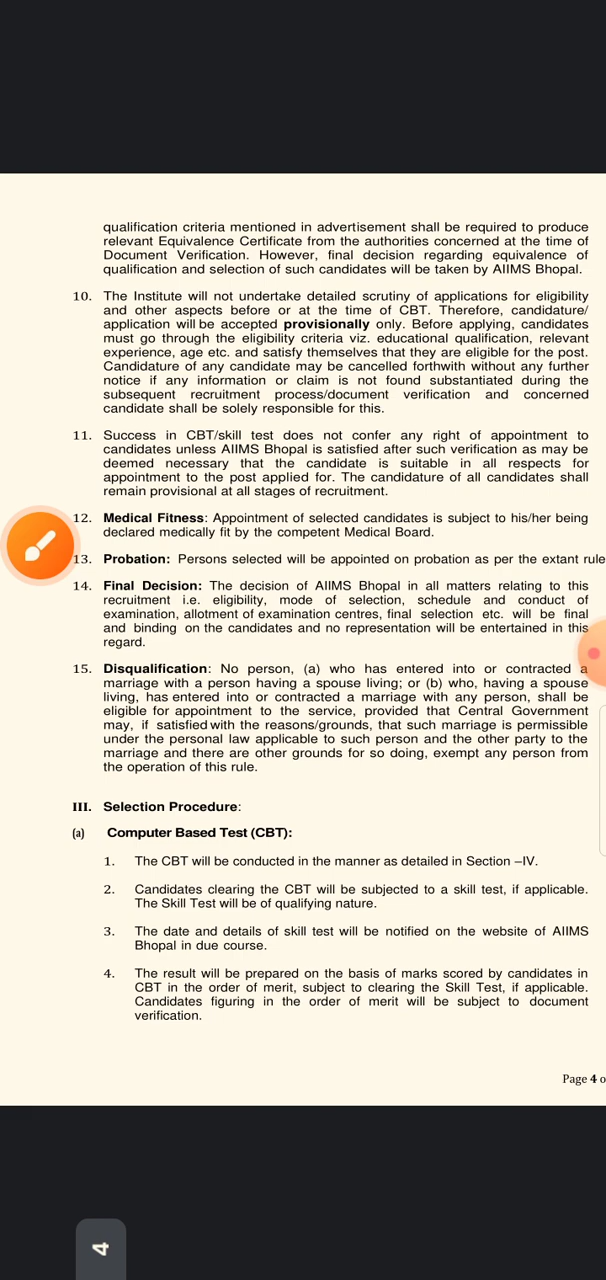 qualification criteria mentioned in advertisement shall be required to produce
relevant Equivalence Certificate from the authorities concerned at the time of
Document Verification. However, final decision regarding equivalence of
qualification and selection of such candidates will be taken by AIIMS Bhopal.
10. The Institute will not undertake detailed scrutiny of applications for eligibility
and other aspects before or at the time of CBT. Therefore, candidature/
application will be accepted provisionally only. Before applying, candidates
must go through the eligibility criteria viz. educational qualification, relevant
experience, age etc. and satisfy themselves that they are eligible for the post.
Candidature of any candidate may be cancelled forthwith without any further
notice if any information or claim is not found substantiated during the
subsequent recruitment process/document verification and concerned
candidate shall be solely responsible for this.
11. Success in CBT/skill test does not confer any right of appointment to
candidates unless AIIMS Bhopal is satisfied after such verification as may be
deemed necessary that the candidate is suitable in all respects for
appointment to the post applied for. The candidature of all candidates shall
remain provisional at all stages of recruitment.
12. Medical Fitness: Appointment of selected candidates is subject to his/her being
declared medically fit by the competent Medical Board.
13. Probation: Persons selected will be appointed on probation as per the extant rule
14. Final Decision: The decision of AIIMS Bhopal in all matters relating to this
recruitment i.e. eligibility, mode of selection, schedule and conduct of
examination, allotment of examination centres, final selection etc. will be final
and binding on the candidates and no representation will be entertained in this
regard.
15. Disqualification: No person, (a) who has entered into or contracted a
marriage with a person having a spouse living; or (b) who, having a spouse
living, has entered into or contracted a marriage with any person, shall be
eligible for appointment to the service, provided that Central Government
may, if satisfied with the reasons/grounds, that such marriage is permissible
under the personal law applicable to such person and the other party to the
marriage and there are other grounds for so doing, exempt any person from
the operation of this rule.
III. Selection Procedure:
(a) Computer Based Test (CBT):
1. The CBT will be conducted in the manner as detailed in Section –IV.
2. Candidates clearing the CBT will be subjected to a skill test, if applicable.
The Skill Test will be of qualifying nature.
3. The date and details of skill test will be notified on the website of AIIMS
Bhopal in due course.
4. The result will be prepared on the basis of marks scored by candidates in
CBT in the order of merit, subject to clearing the Skill Test, if applicable.
Candidates figuring in the order of merit will be subject to document
verification.
Page 4 o
4